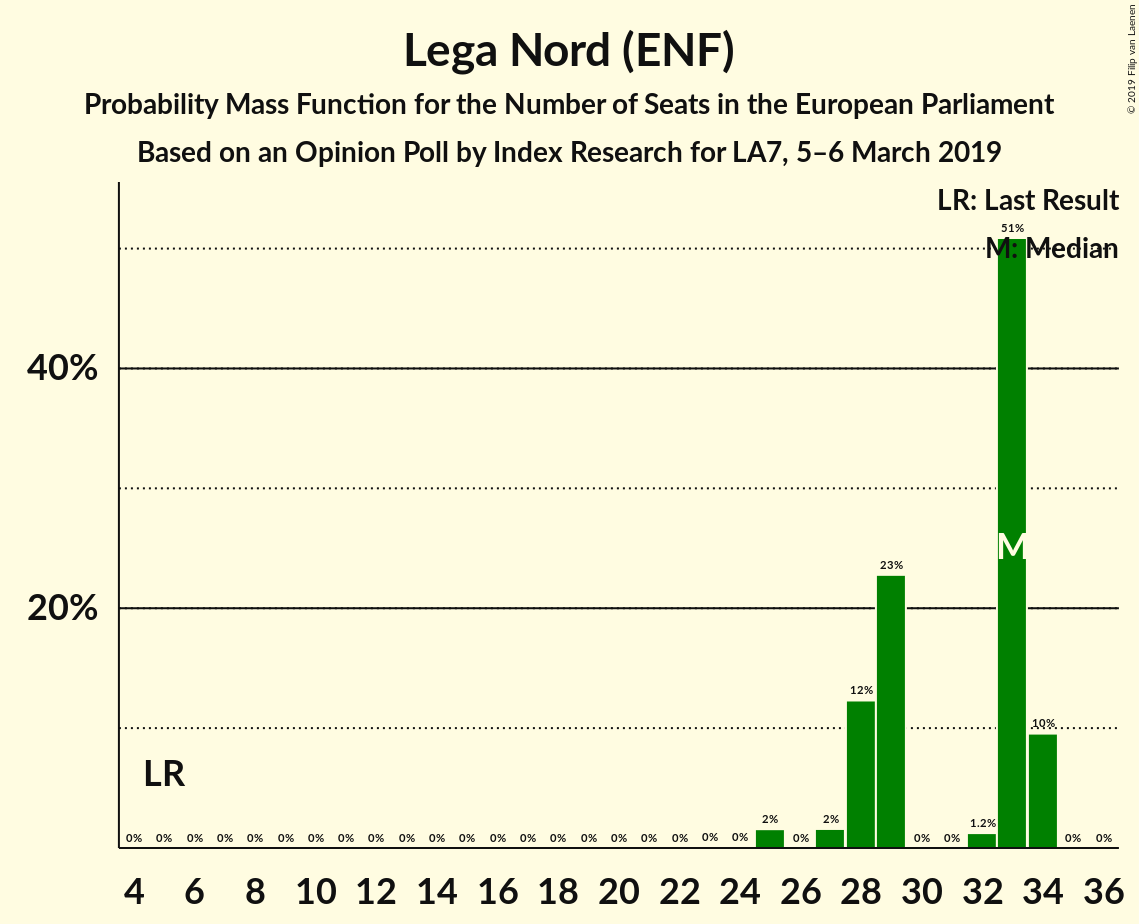 Lega Nord (ENF)
Probability Mass Function for the Number of Seats in the European Parliament
Based on an Opinion Poll by Index Research for LA7, 5–6 March 2019
© 2019 Filip van Laenen
LR: Last Result
M: Median
51%
40%
M
23%
20%
12%
10%
LR
0% 0% 0% 0% 0% 0% 0% 0% 0% 0% 0% 0% 0% 0% 0% 0% 0% 0% 0% 0% 0% 2% 0% 2% 0% 0% 1.2% 0% 0%
4 6 8 10 12 14 16 18 20 22 24 26 28 30 32 34 36